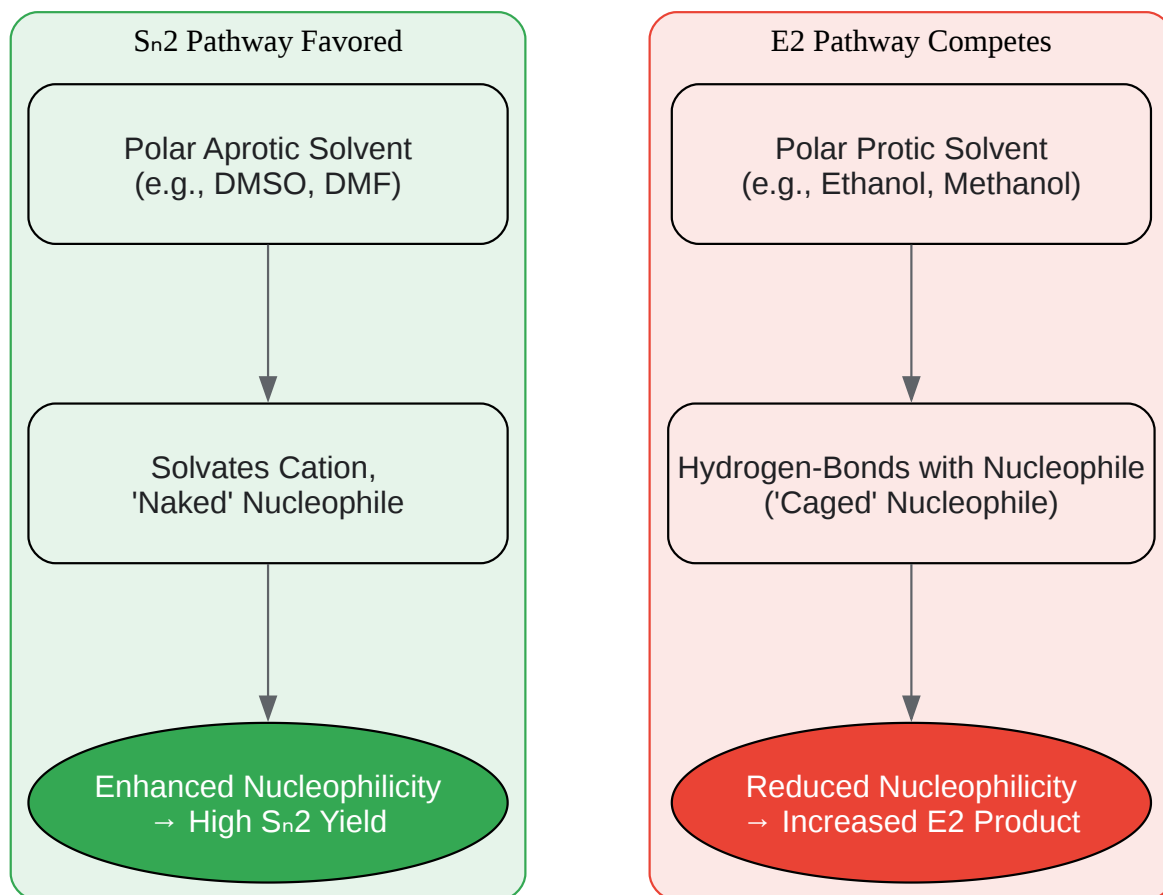 Sₙ2 Pathway Favored
Polar Aprotic Solvent
(e.g., DMSO, DMF)
Solvates Cation,
'Naked' Nucleophile
Enhanced Nucleophilicity
→ High Sₙ2 Yield
E2 Pathway Competes
Polar Protic Solvent
(e.g., Ethanol, Methanol)
Hydrogen-Bonds with Nucleophile
('Caged' Nucleophile)
Reduced Nucleophilicity
→ Increased E2 Product